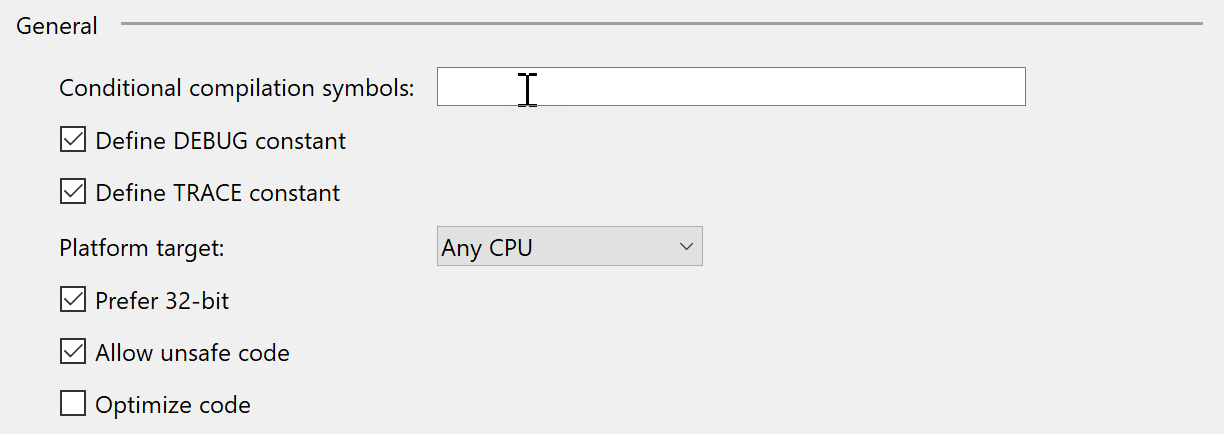 General
Conditional compilation symbols:
Define DEBUG constant
Define TRACE constant
Platform target: Any CPU
Prefer 32-bit
Allow unsafe code
Optimize code